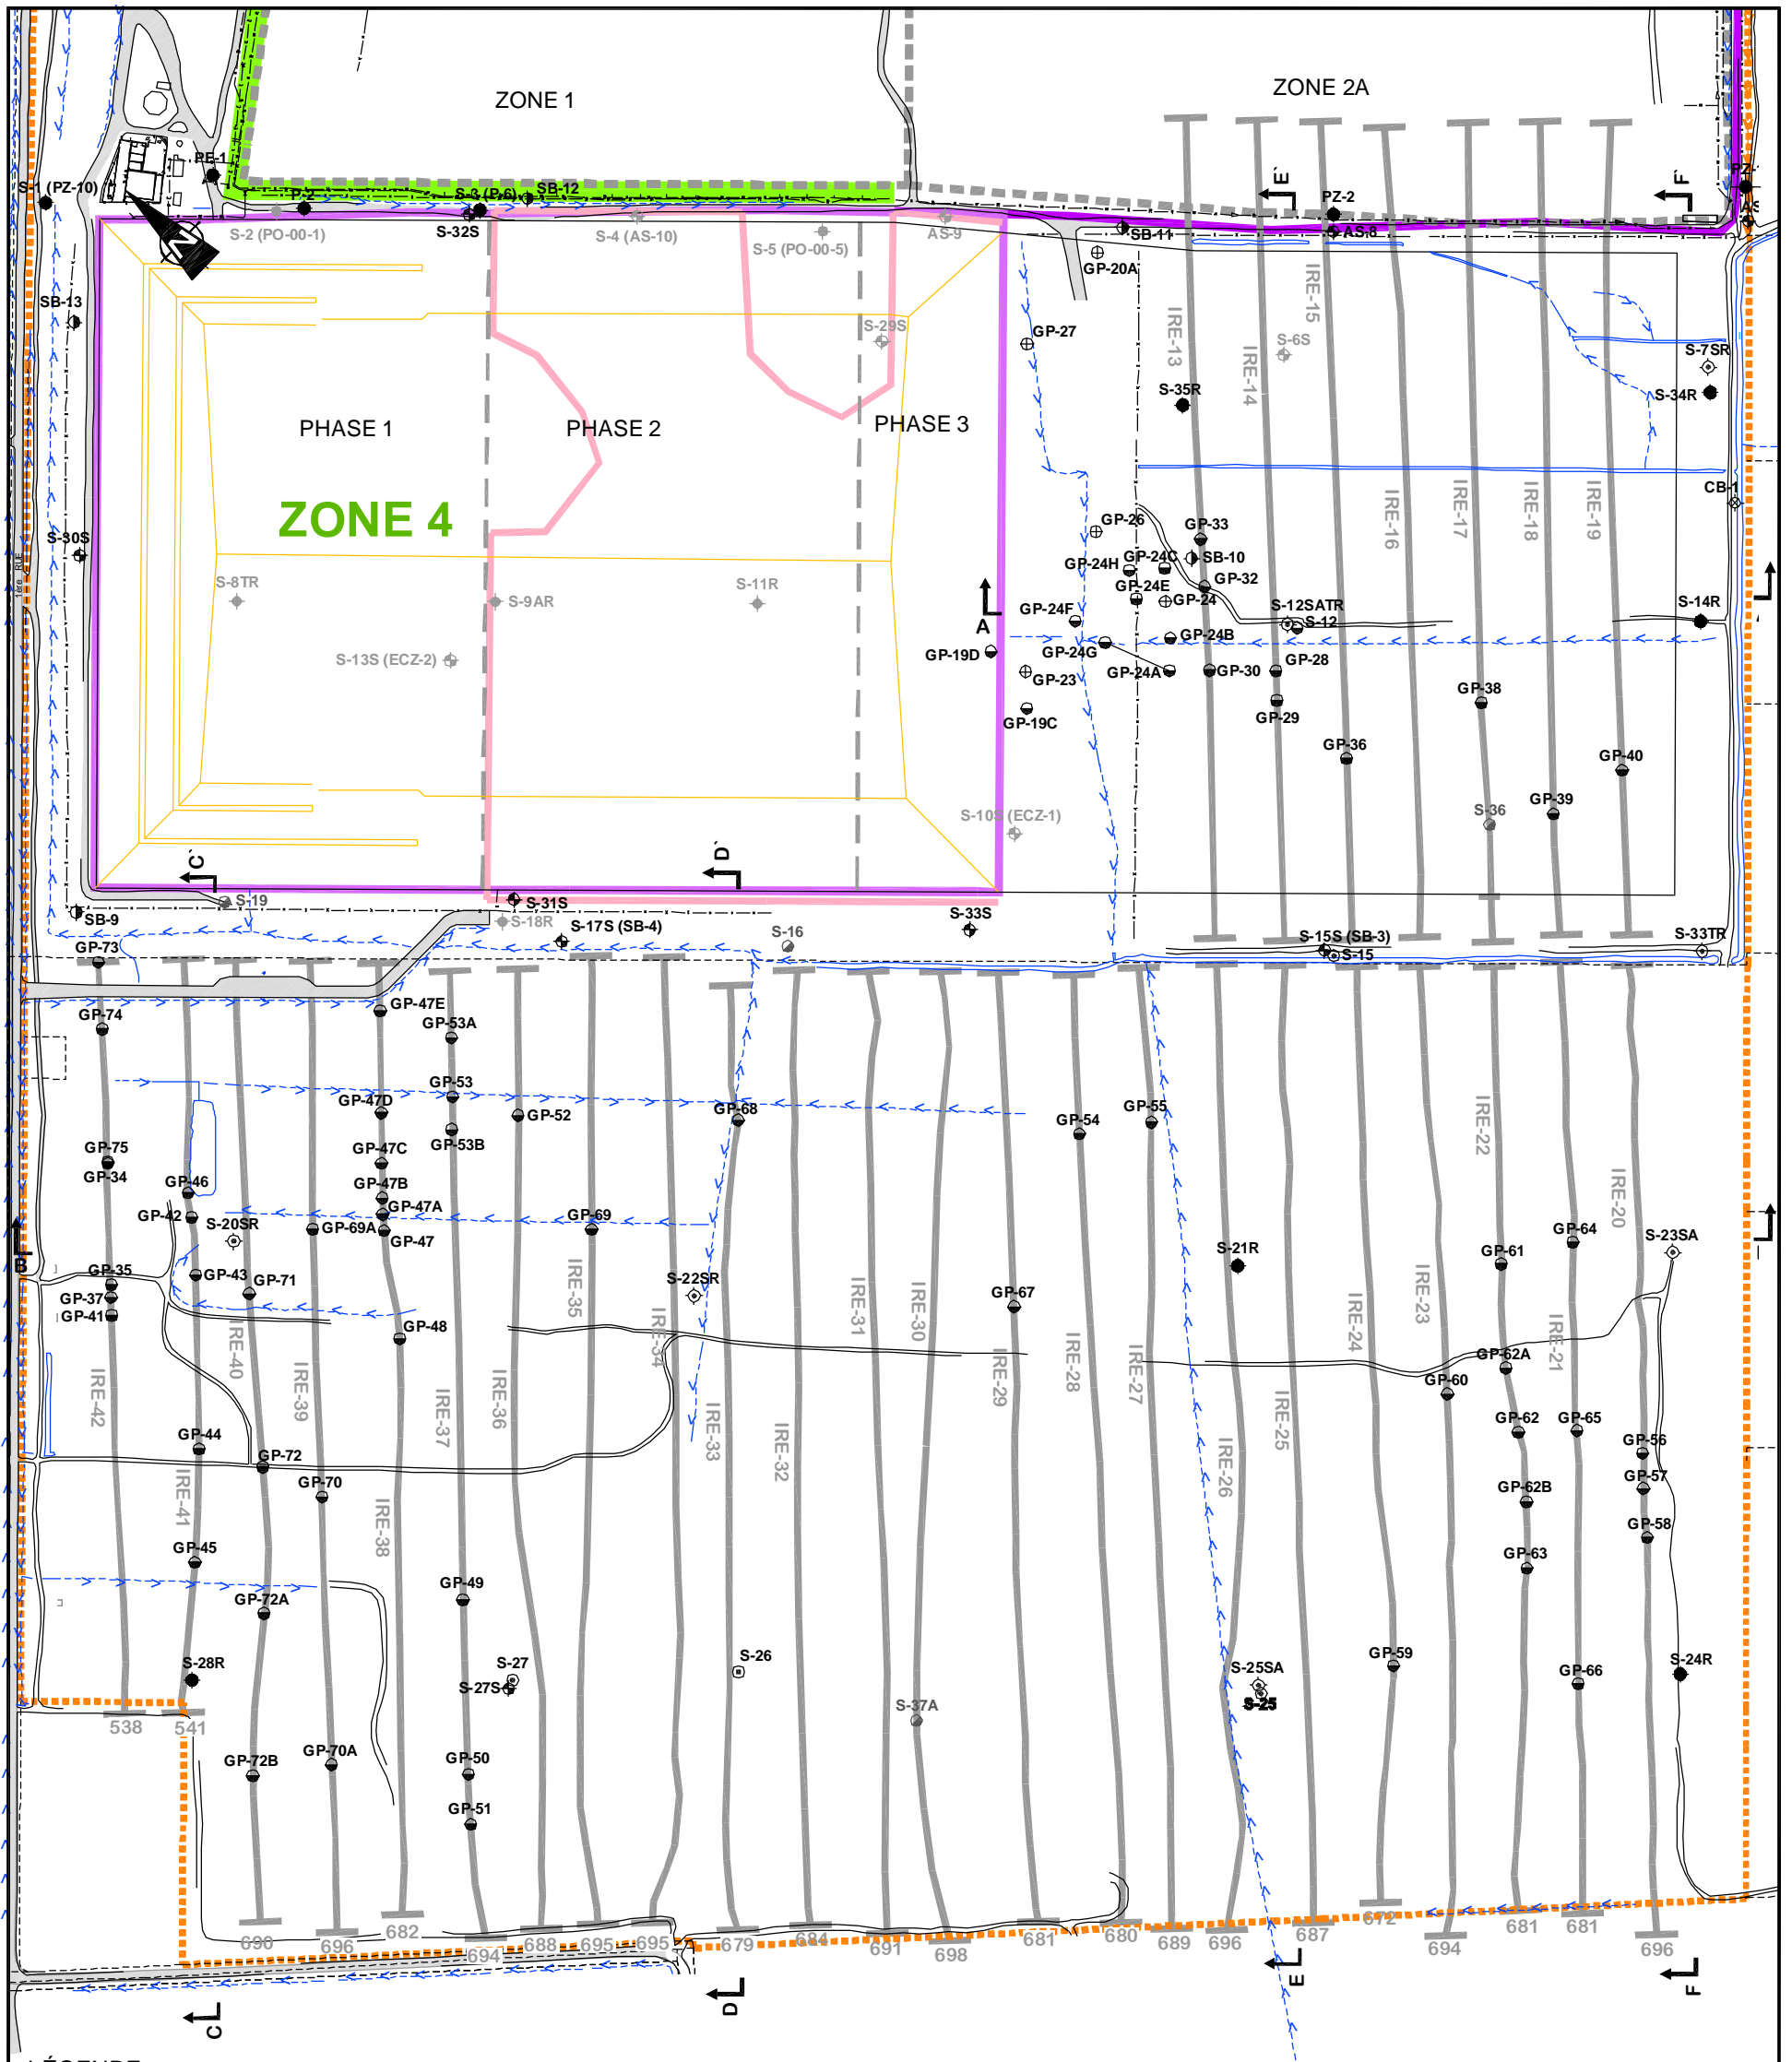 ZONE 1
ZONE 2A
PE-1
S-1 (PZ-10)
P-2
S-3 (P-6)
SB-12
E'
F'
PZ-2
S-2 (PO-00-1)
S-32S
S-4 (AS-10)
S-5 (PO-00-5)
AS-9
SB-11
AS-8
GP-20A
N
SB-13
S-29S
GP-27
IRE-13
IRE-14
IRE-15
S-6S
S-7SR
S-35R
S-34R
PHASE 1
PHASE 2
PHASE 3
ZONE 4
CB-1
IRE-16
IRE-17
IRE-18
IRE-19
GP-26
GP-33
S-30S
1ere RUE
GP-24H
GP-24C
SB-10
GP-32
S-8TR
S-9AR
S-11R
GP-24E
GP-24
GP-24F
S-12SATR
S-12
S-14R
A
GP-24B
GP-19D
GP-24G
S-13S (ECZ-2)
GP-23
GP-24A
GP-30
GP-28
GP-19C
GP-29
GP-38
GP-36
GP-40
GP-39
S-36
S-10S (ECZ-1)
C'
D'
S-19
SB-9
S-31S
S-18R
S-17S (SB-4)
S-33S
S-16
S-15S (SB-3)
S-15
S-33TR
GP-73
GP-47E
GP-74
GP-53A
GP-53
GP-47D
GP-52
GP-68
GP-54
GP-55
GP-53B
IRE-22
GP-75
GP-34
GP-47C
GP-46
GP-47B
GP-42
GP-47A
S-20SR
GP-69A
GP-47
GP-69
IRE-20
GP-64
S-23SA
S-21R
GP-61
B
GP-35
GP-43
GP-71
GP-37
GP-41
S-22SR
GP-67
IRE-35
IRE-34
IRE-31
IRE-30
IRE-23
IRE-24
IRE-21
GP-48
IRE-40
IRE-39
IRE-42
IRE-36
IRE-37
IRE-29
IRE-28
IRE-27
IRE-25
IRE-26
GP-62A
GP-60
GP-62
GP-65
GP-56
GP-57
GP-44
GP-72
GP-70
IRE-41
IRE-38
IRE-33
IRE-32
GP-62B
GP-58
GP-45
GP-63
GP-49
GP-72A
S-28R
S-27
S-27S
S-26
S-25SA
S-25
GP-59
GP-66
S-24R
S-37A
538
541
GP-72B
GP-70A
GP-50
GP-51
690
696
682
694
688
695
695
679
684
691
698
681
680
689
696
687
672
694
681
681
696
C
D
E
F